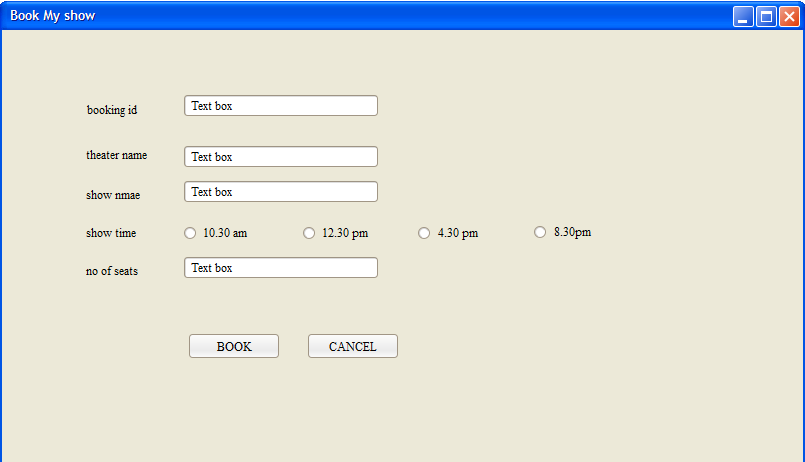 Book My show
booking id Text box
theater name Text box
show nmae Text box
show time 10.30 am 12.30 pm 4.30 pm 8.30pm
no of seats Text box
BOOK CANCEL